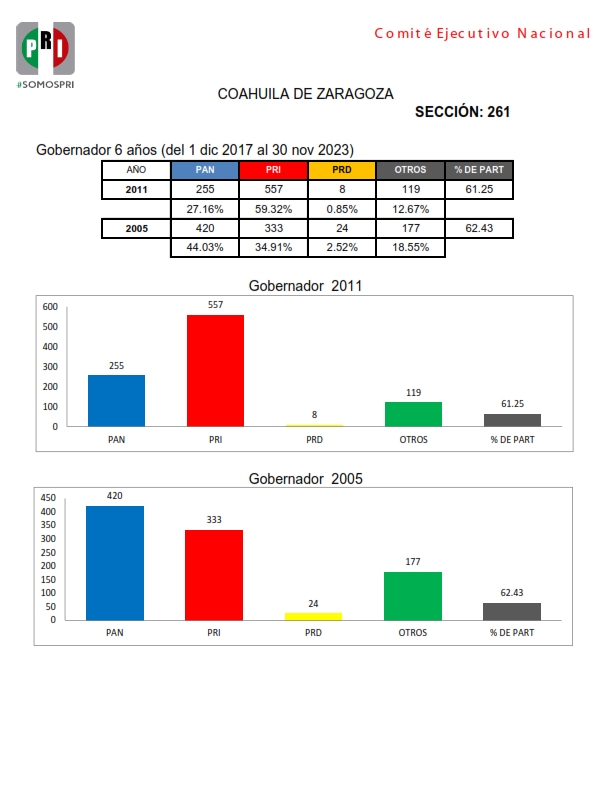 Comité Ejecutivo Nacional
PRI
#SOMOSPRI
COAHUILA DE ZARAGOZA
SECCIÓN: 261
Gobernador 6 años (del 1 dic 2017 al 30 nov 2023)
AÑO PAN PRI PRD OTROS % DE PART
2011 255 557 8 119 61.25
27.16% 59.32% 0.85% 12.67%
2005 420 333 24 177 62.43
44.03% 34.91% 2.52% 18.55%
Gobernador 2011
600
500
400
300
200
100
0
255
557
8
119
61.25
PAN PRI PRD OTROS % DE PART
Gobernador 2005
450
400
350
300
250
200
150
100
50
0
420
333
24
177
62.43
PAN PRI PRD OTROS % DE PART